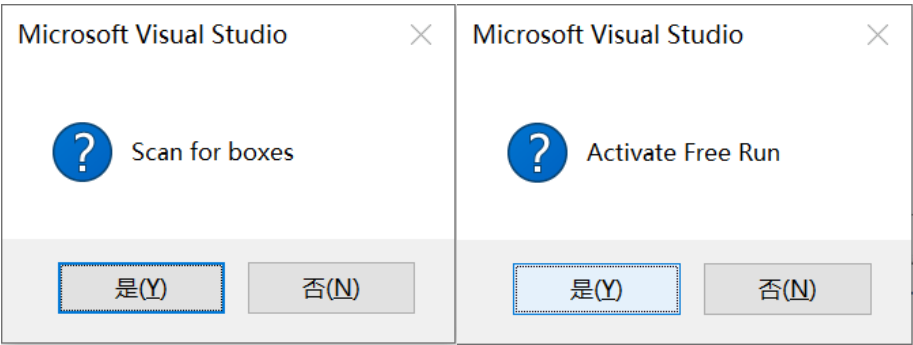 Microsoft Visual Studio
Scan for boxes
是(Y)
否(N)
Microsoft Visual Studio
Activate Free Run
是(Y)
否(N)